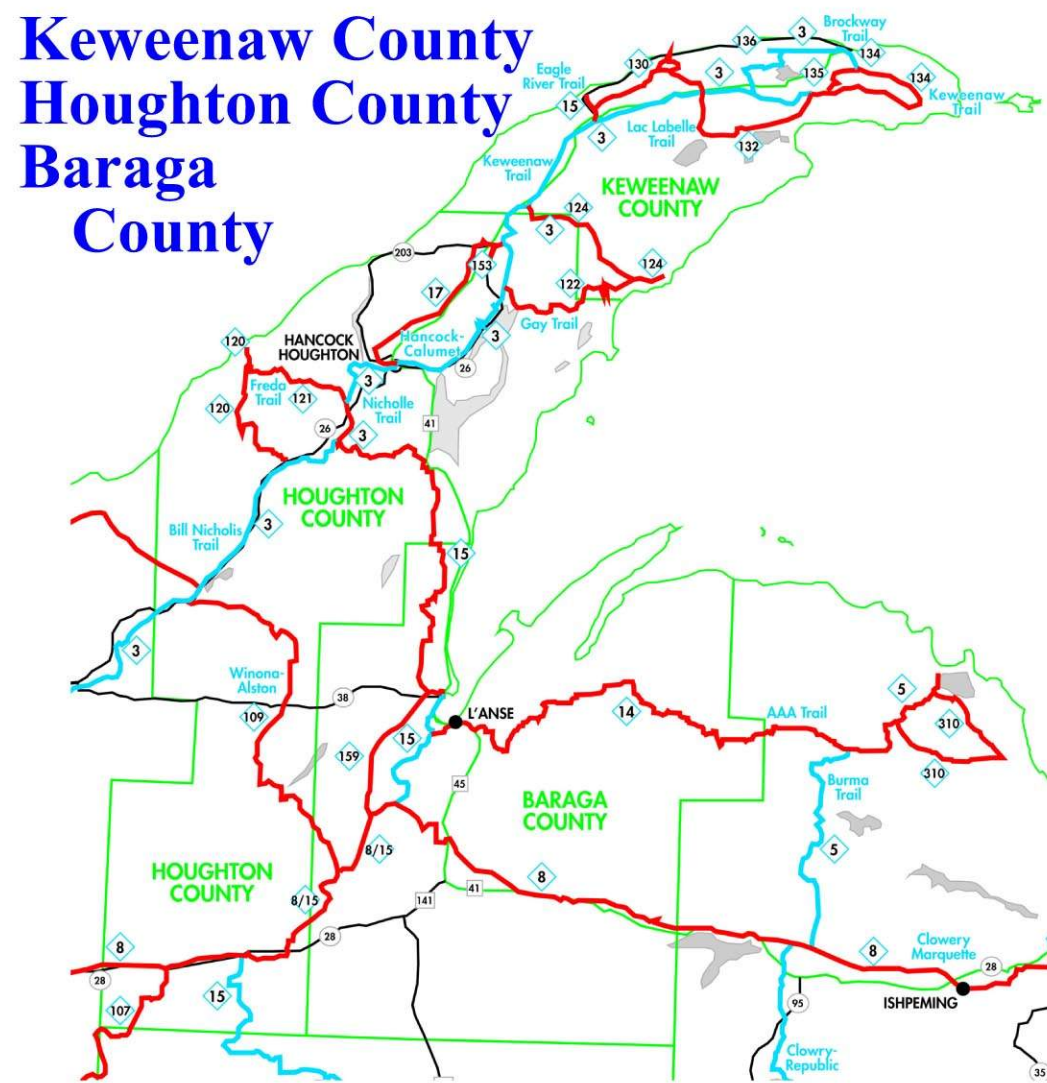 Keweenaw County
Houghton County
Baraga
County
Brockway
Trail
3
136
134
130
Eagle
River Trail
3
135
134
15
Keweenaw
Trail
3
Lac Labelle
Trail
132
Keweenaw
Trail
KEWEENAW
COUNTY
124
3
203
153
124
122
17
Gay Trail
120
HANCOCK
HOUGHTON
Hancock-
Calumet
3
26
3
Freda
Trail
121
120
Nicholle
Trail
26
3
41
HOUGHTON
COUNTY
Bill Nicholis
Trail
3
15
3
Winona-
Alston
109
38
L'ANSE
14
5
AAA Trail
310
15
159
310
45
Burma
Trail
BARAGA
COUNTY
5
8/15
HOUGHTON
COUNTY
8
8/15
41
141
28
8
8
Clowery
Marquette
28
28
15
107
95
ISHPEMING
Clowry-
Republic
35